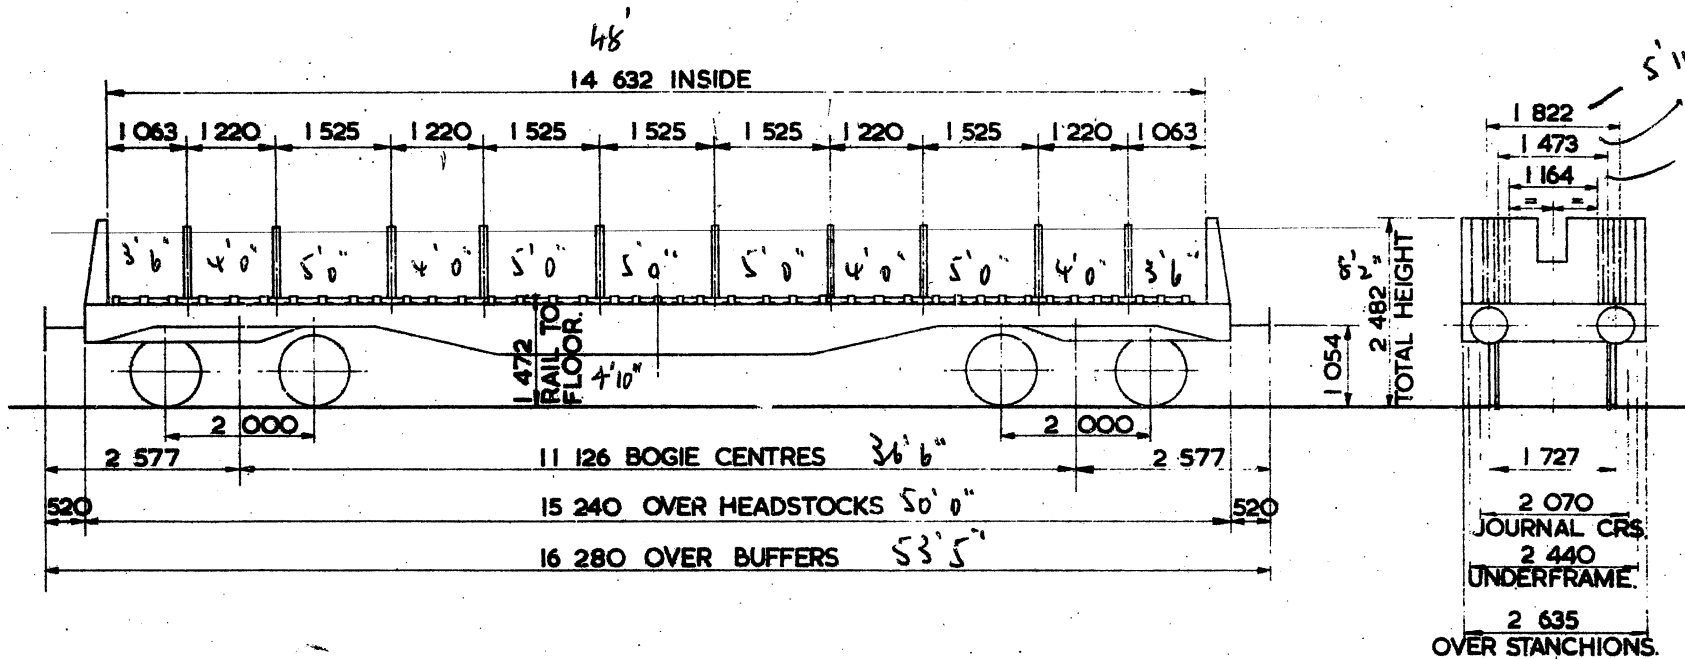 48'
14 632 INSIDE
5' 11
1 822
1 063 1 220 1 525 1 220 1 525 1 525 1 525 1 220 1 525 1 220 1 063
1 473
1 164
= =
3' 6" 4' 0" 5' 0" 4' 0" 5' 0" 5' 0" 5' 0" 4' 0" 5' 0" 4' 0" 3' 6"
8' 2"
2 482
TOTAL HEIGHT
1 472
RAIL TO
FLOOR.
4' 10"
1 054
2 000 2 000
2 577 11 126 BOGIE CENTRES 36' 6" 2 577
1 727
520 15 240 OVER HEADSTOCKS 50' 0" 520
2 070
JOURNAL CRS.
16 280 OVER BUFFERS 53' 5"
2 440
UNDERFRAME.
2 635
OVER STANCHIONS.